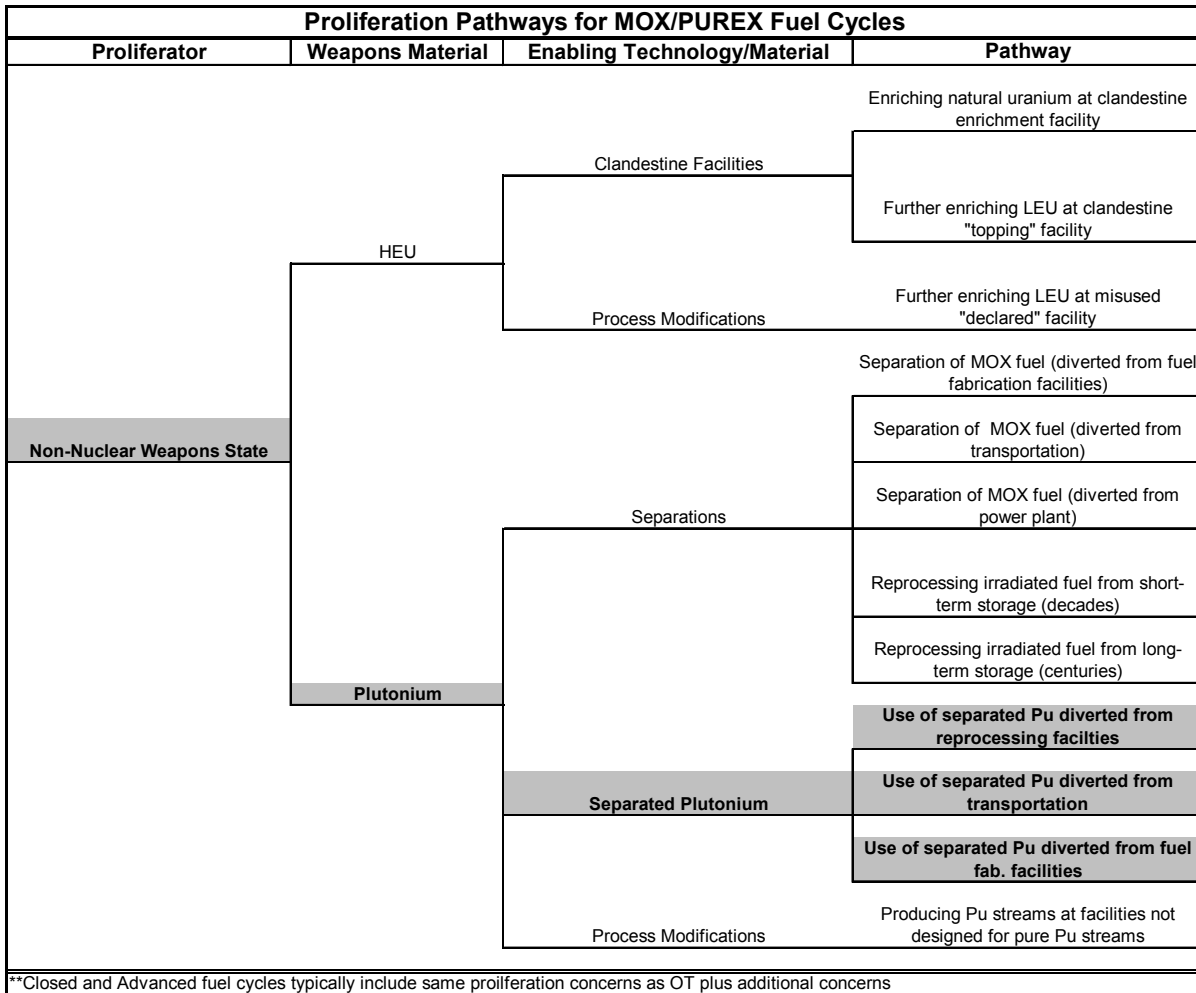 Proliferation Pathways for MOX/PUREX Fuel Cycles
Proliferator Weapons Material Enabling Technology/Material Pathway
Enriching natural uranium at clandestine
enrichment facility
Clandestine Facilities
Further enriching LEU at clandestine
"topping" facility
HEU
Further enriching LEU at misused
"declared" facility
Process Modifications
Separation of MOX fuel (diverted from fuel
fabrication facilities)
Separation of MOX fuel (diverted from
transportation)
Non-Nuclear Weapons State
Separation of MOX fuel (diverted from
power plant)
Separations
Reprocessing irradiated fuel from short-
term storage (decades)
Reprocessing irradiated fuel from long-
term storage (centuries)
Plutonium
Use of separated Pu diverted from
reprocessing facilties
Use of separated Pu diverted from
transportation
Separated Plutonium
Use of separated Pu diverted from fuel
fab. facilities
Producing Pu streams at facilities not
designed for pure Pu streams
Process Modifications
**Closed and Advanced fuel cycles typically include same proilferation concerns as OT plus additional concerns